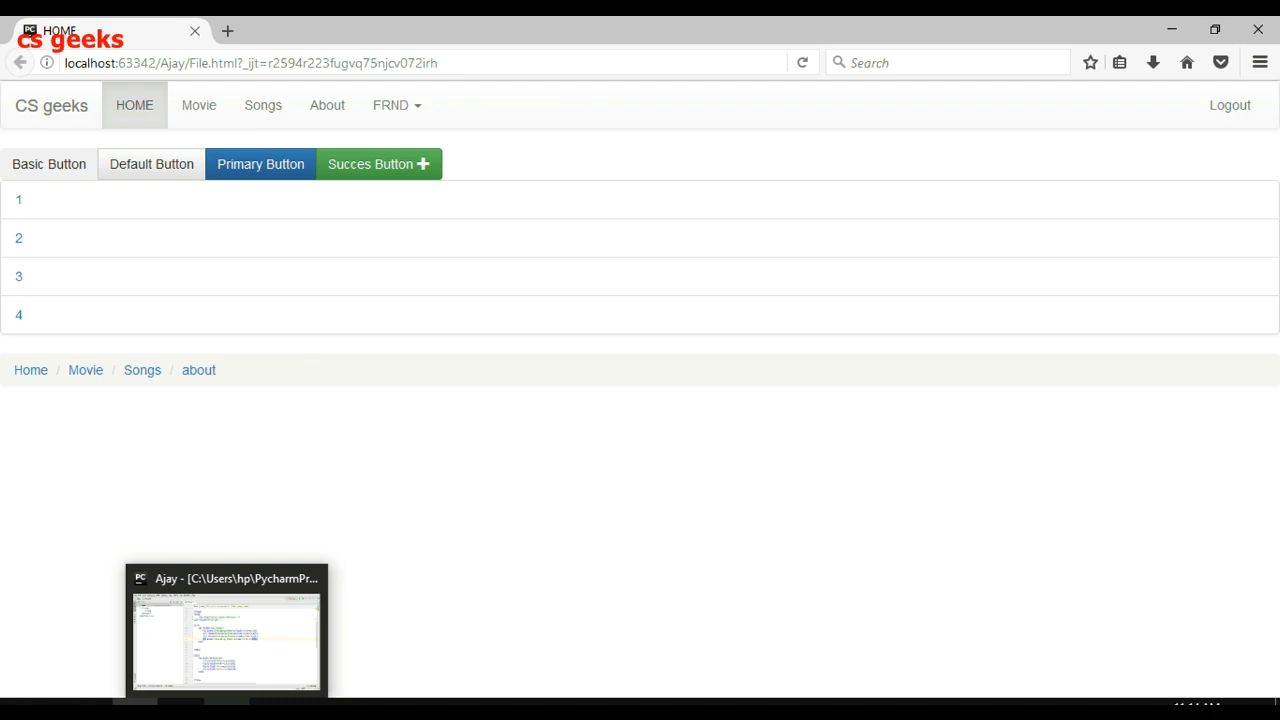 HOME
cs geeks
localhost:63342/Ajay/File.html?_ijt=r2594r223fugvq75njcv072irh
Search
CS geeks HOME Movie Songs About FRND Logout
Basic Button Default Button Primary Button Succes Button
1
2
3
4
Home / Movie / Songs / about
PC Ajay - [C:\Users\hp\PycharmPr...